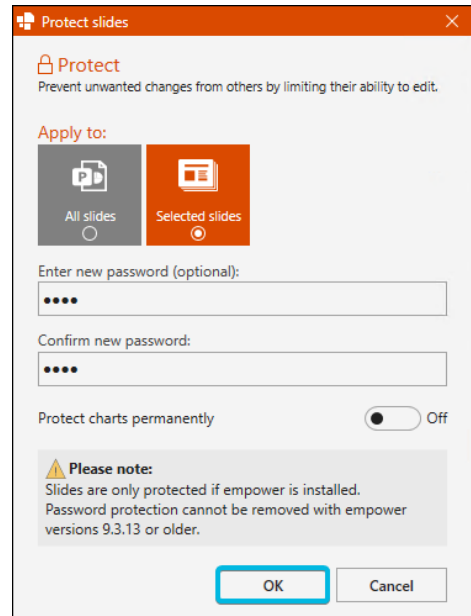 Protect slides
Protect
Prevent unwanted changes from others by limiting their ability to edit.
Apply to:
All slides
Selected slides
Enter new password (optional):
••••
Confirm new password:
••••
Protect charts permanently
Off
Please note:
Slides are only protected if empower is installed.
Password protection cannot be removed with empower
versions 9.3.13 or older.
OK
Cancel